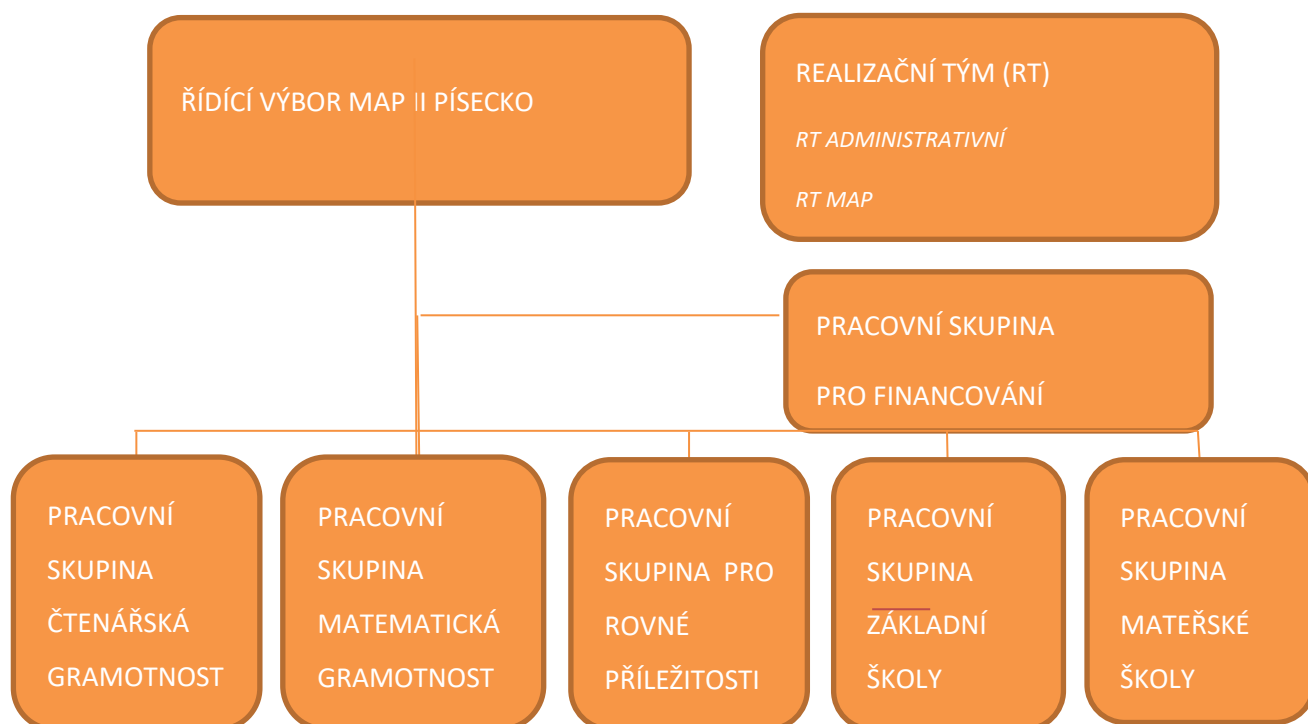 ŘÍDÍCÍ VÝBOR MAP II PÍSECKO
REALIZAČNÍ TÝM (RT)
RT ADMINISTRATIVNÍ
RT MAP
PRACOVNÍ SKUPINA
PRO FINANCOVÁNÍ
PRACOVNÍ
SKUPINA
ČTENÁŘSKÁ
GRAMOTNOST
PRACOVNÍ
SKUPINA
MATEMATICKÁ
GRAMOTNOST
PRACOVNÍ
SKUPINA PRO
ROVNÉ
PŘÍLEŽITOSTI
PRACOVNÍ
SKUPINA
ZÁKLADNÍ
ŠKOLY
PRACOVNÍ
SKUPINA
MATEŘSKÉ
ŠKOLY